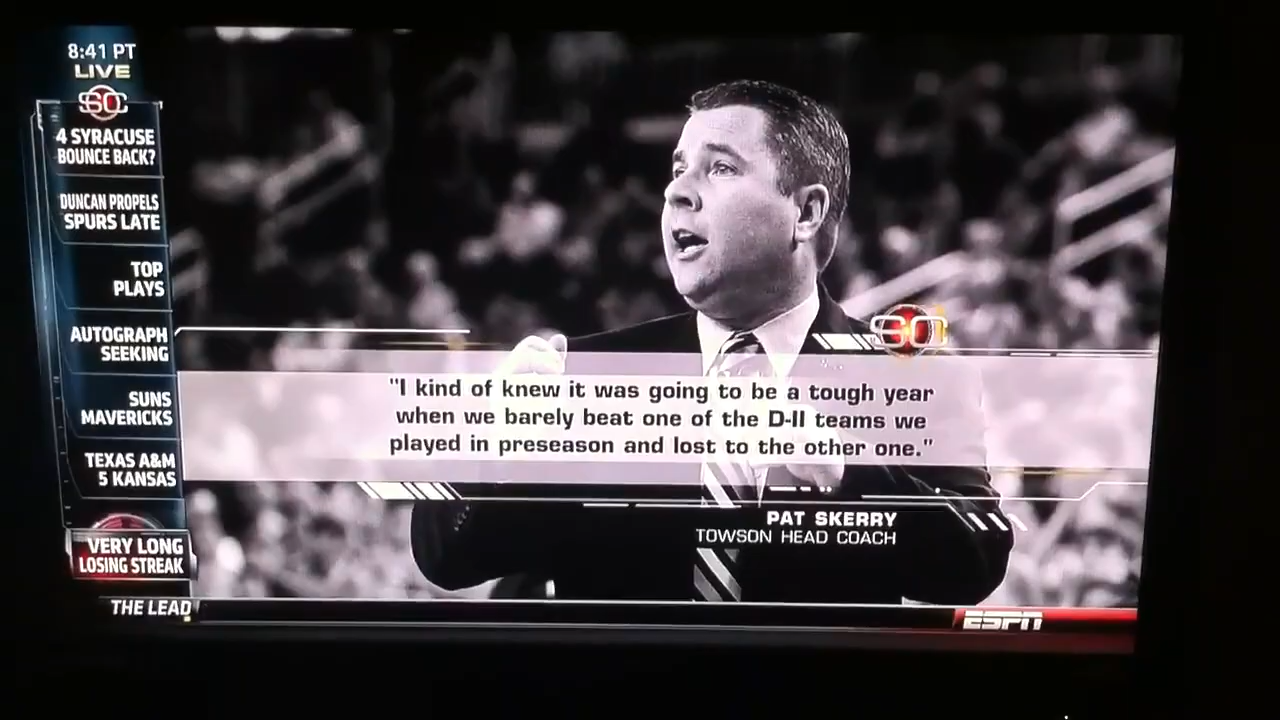 8:41 PT
LIVE
SC
4 SYRACUSE
BOUNCE BACK?
DUNCAN PROPELS
SPURS LATE
TOP
PLAYS
AUTOGRAPH
SEEKING
SUNS
MAVERICKS
TEXAS A&M
5 KANSAS
VERY LONG
LOSING STREAK
THE LEAD
SC
"I kind of knew it was going to be a tough year
when we barely beat one of the D-II teams we
played in preseason and lost to the other one."
PAT SKERRY
TOWSON HEAD COACH
ESPN